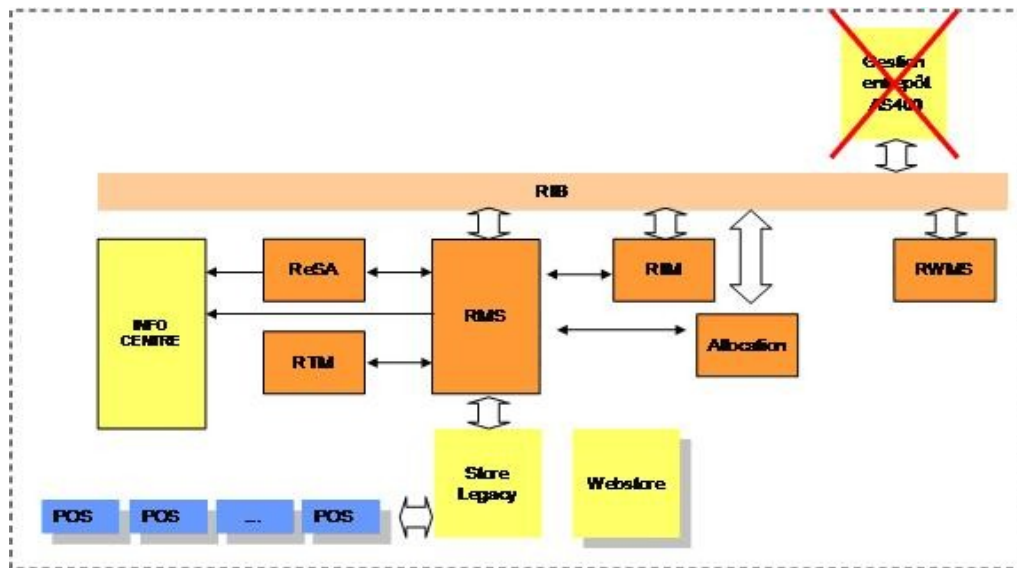 Gestion
entrepôt
AS400
RIB
ReSA
RIM
RWMS
INFO
CENTRE
RMS
RTM
Allocation
Store
Legacy
Webstore
POS
POS
....
POS